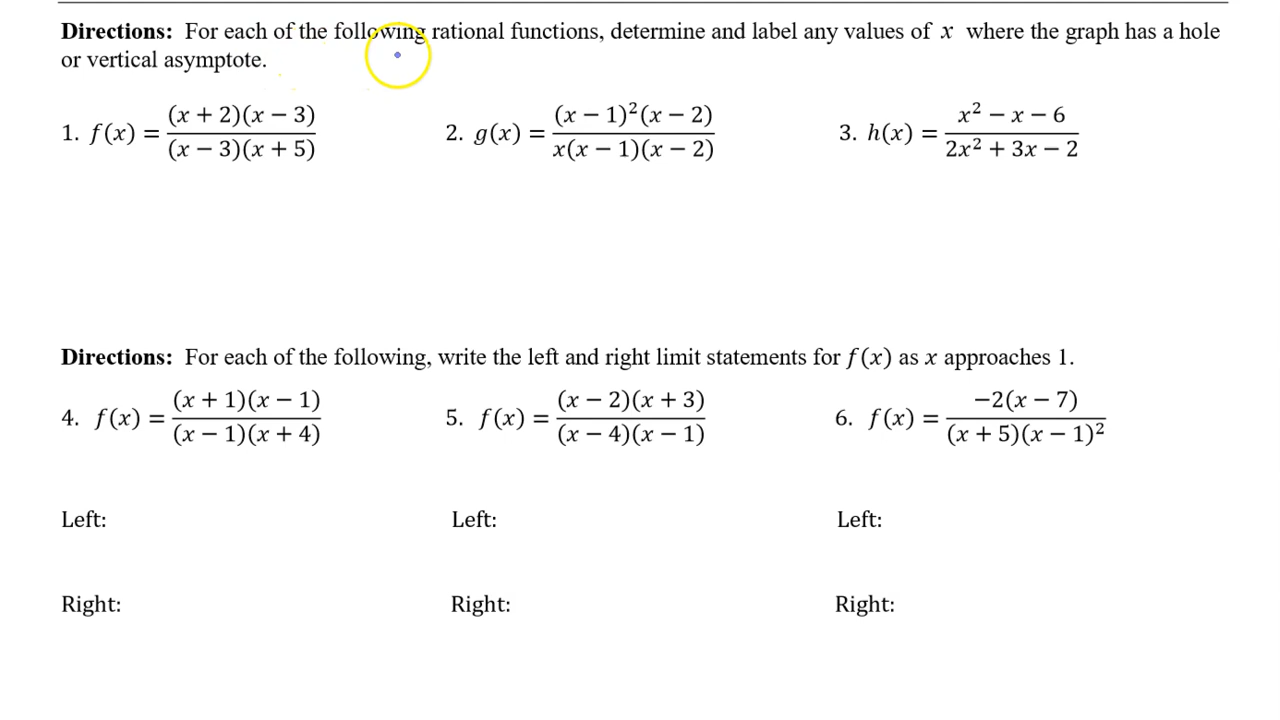 Directions: For each of the following rational functions, determine and label any values of x where the graph has a hole
or vertical asymptote.
1. f(x) = (x + 2)(x − 3) / (x − 3)(x + 5)
2. g(x) = (x − 1)²(x − 2) / x(x − 1)(x − 2)
3. h(x) = x² − x − 6 / 2x² + 3x − 2
Directions: For each of the following, write the left and right limit statements for f(x) as x approaches 1.
4. f(x) = (x + 1)(x − 1) / (x − 1)(x + 4)
5. f(x) = (x − 2)(x + 3) / (x − 4)(x − 1)
6. f(x) = −2(x − 7) / (x + 5)(x − 1)²
Left: Left: Left:
Right: Right: Right: